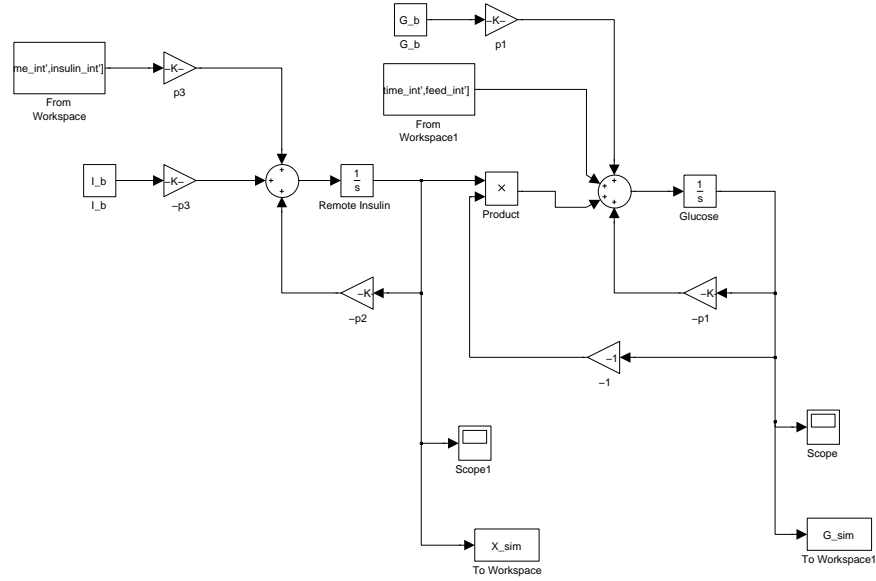 G_b
G_b
−K−
p1
me_int',insulin_int']
From
Workspace
−K−
p3
time_int',feed_int']
From
Workspace1
I_b
I_b
−K−
−p3
+
+
+
1
s
Remote Insulin
×
Product
+
+
+
+
1
s
Glucose
−K−
−p2
−K−
−p1
−1
−1
Scope1
Scope
X_sim
To Workspace
G_sim
To Workspace1